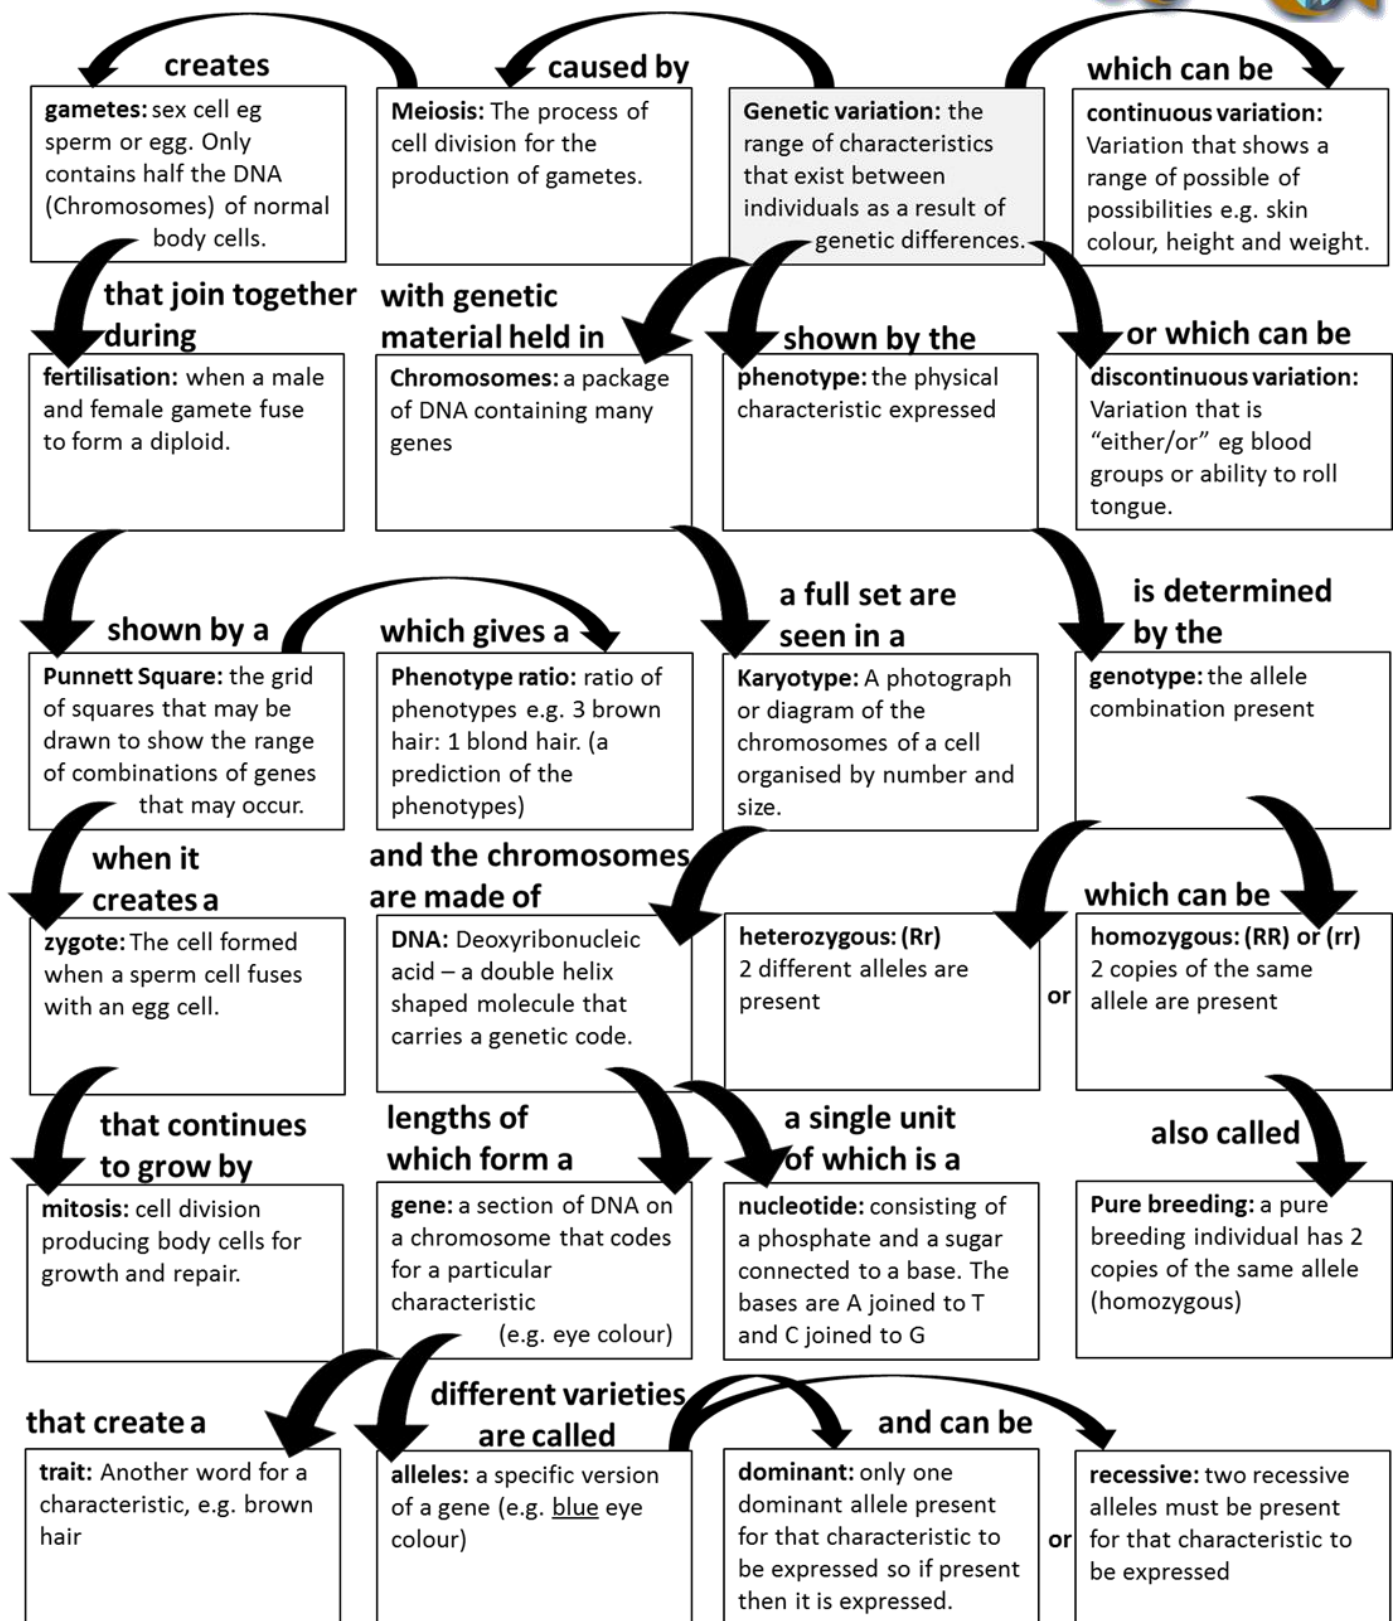 creates
caused by
which can be
gametes: sex cell eg
sperm or egg. Only
contains half the DNA
(Chromosomes) of normal
body cells.
Meiosis: The process of
cell division for the
production of gametes.
Genetic variation: the
range of characteristics
that exist between
individuals as a result of
genetic differences.
continuous variation:
Variation that shows a
range of possible of
possibilities e.g. skin
colour, height and weight.
that join together
during
with genetic
material held in
shown by the
or which can be
fertilisation: when a male
and female gamete fuse
to form a diploid.
Chromosomes: a package
of DNA containing many
genes
phenotype: the physical
characteristic expressed
discontinuous variation:
Variation that is
“either/or” eg blood
groups or ability to roll
tongue.
shown by a
which gives a
a full set are
seen in a
is determined
by the
Punnett Square: the grid
of squares that may be
drawn to show the range
of combinations of genes
that may occur.
Phenotype ratio: ratio of
phenotypes e.g. 3 brown
hair: 1 blond hair. (a
prediction of the
phenotypes)
Karyotype: A photograph
or diagram of the
chromosomes of a cell
organised by number and
size.
genotype: the allele
combination present
when it
creates a
and the chromosomes
are made of
which can be
zygote: The cell formed
when a sperm cell fuses
with an egg cell.
DNA: Deoxyribonucleic
acid – a double helix
shaped molecule that
carries a genetic code.
heterozygous: (Rr)
2 different alleles are
present
or
homozygous: (RR) or (rr)
2 copies of the same
allele are present
that continues
to grow by
lengths of
which form a
a single unit
of which is a
also called
mitosis: cell division
producing body cells for
growth and repair.
gene: a section of DNA on
a chromosome that codes
for a particular
characteristic
(e.g. eye colour)
nucleotide: consisting of
a phosphate and a sugar
connected to a base. The
bases are A joined to T
and C joined to G
Pure breeding: a pure
breeding individual has 2
copies of the same allele
(homozygous)
that create a
different varieties
are called
and can be
trait: Another word for a
characteristic, e.g. brown
hair
alleles: a specific version
of a gene (e.g. blue eye
colour)
dominant: only one
dominant allele present
for that characteristic to
be expressed so if present
then it is expressed.
or
recessive: two recessive
alleles must be present
for that characteristic to
be expressed